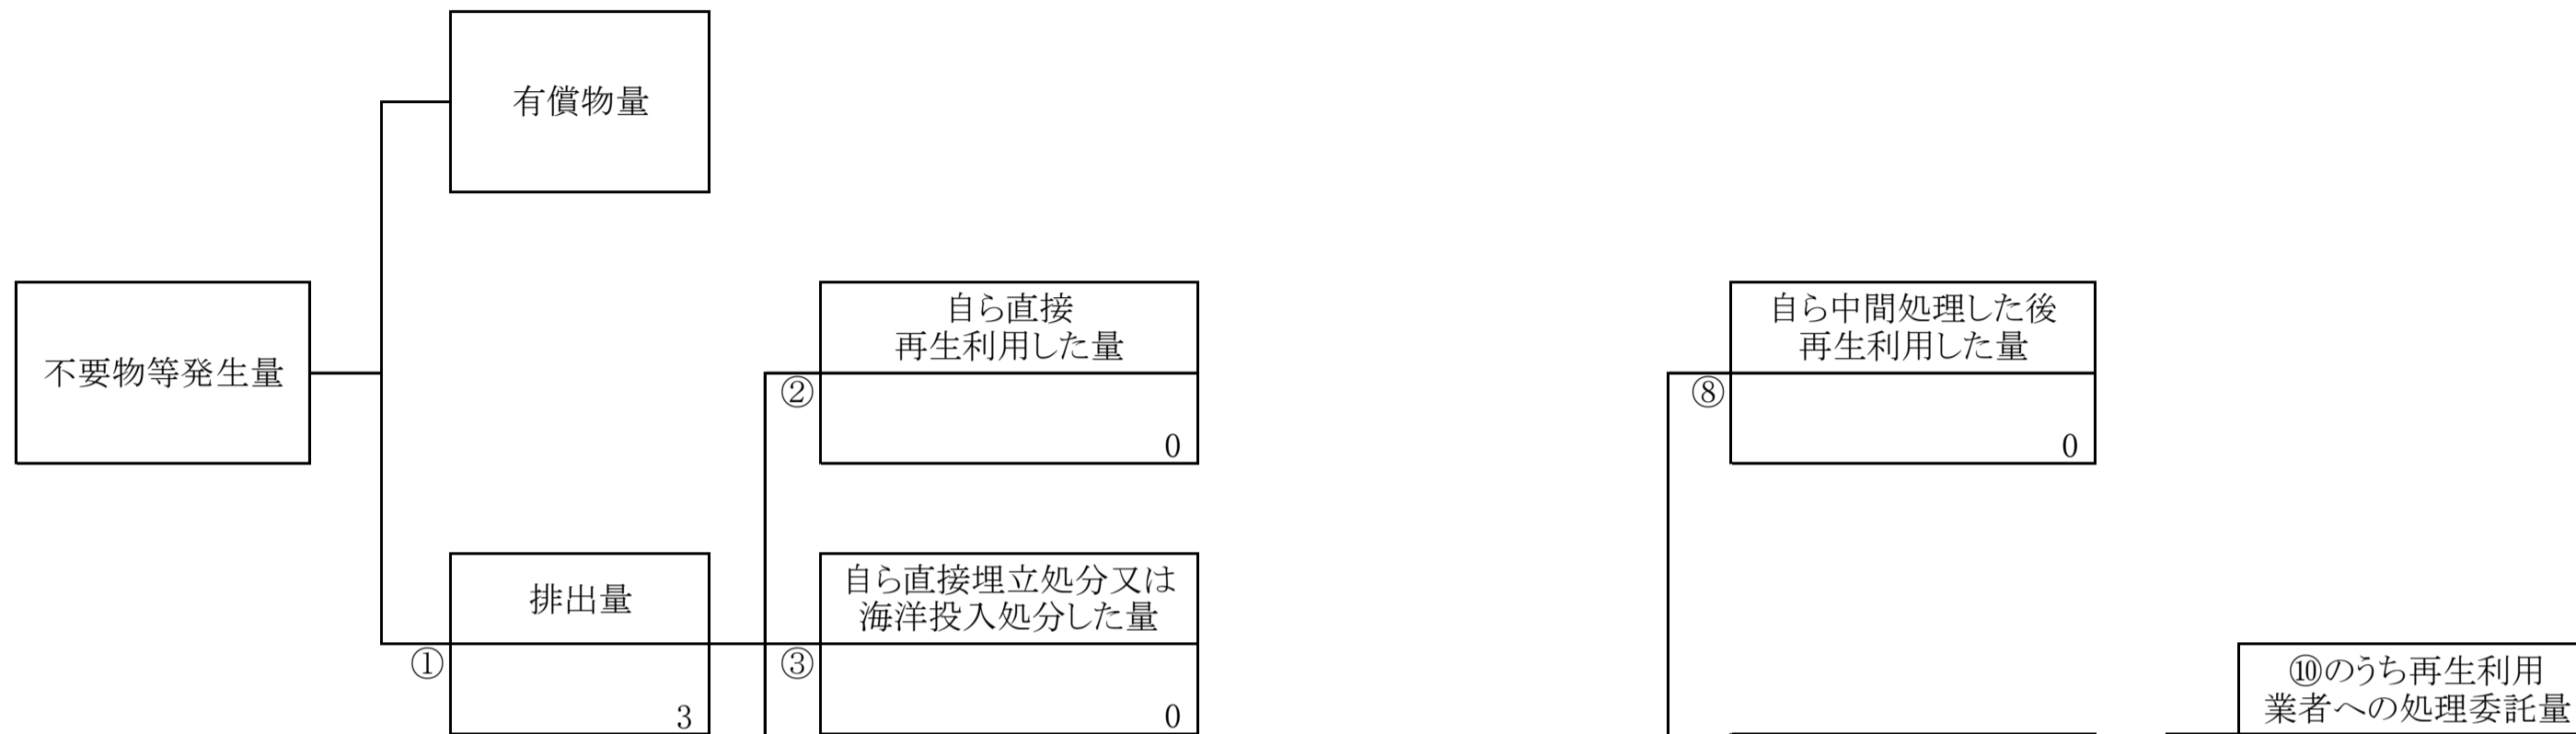 有償物量
不要物等発生量
自ら直接
再生利用した量
②
0
自ら中間処理した後
再生利用した量
⑧
0
排出量
①
3
自ら直接埋立処分又は
海洋投入処分した量
③
0
⑩のうち再生利用
業者への処理委託量